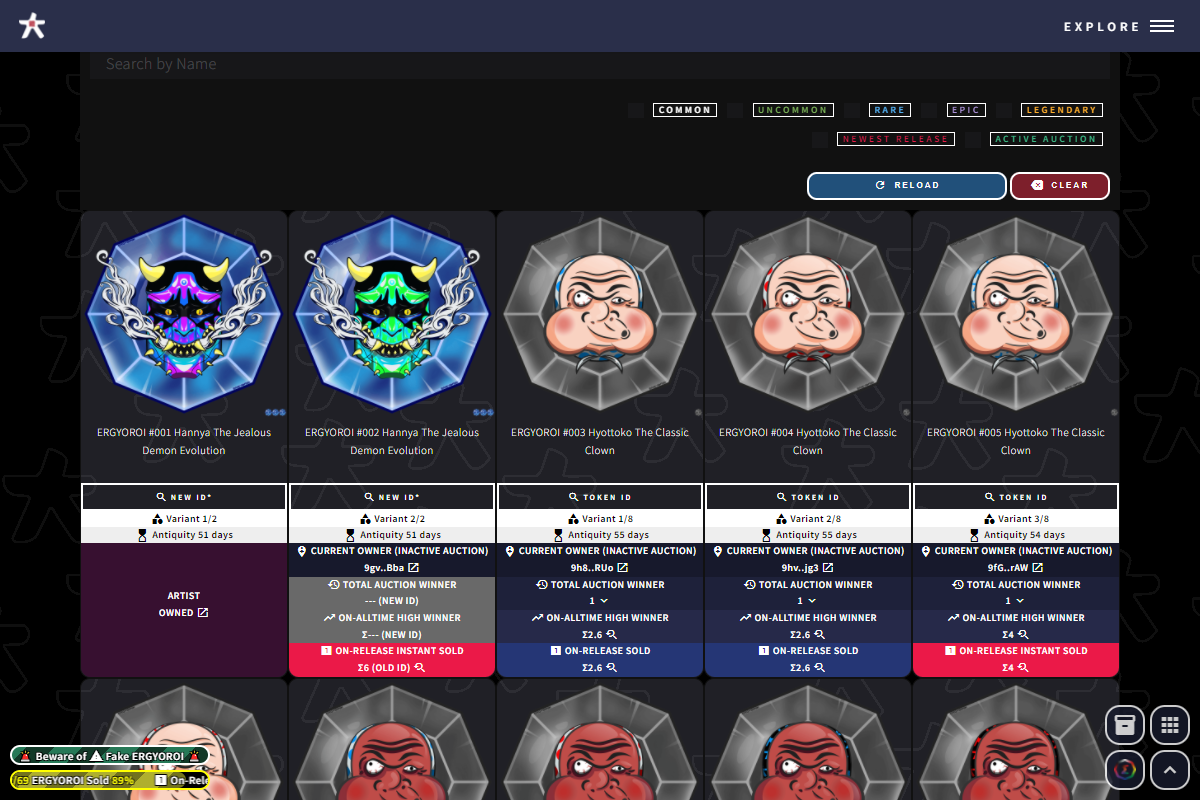 EXPLORE
Search by Name
COMMON
UNCOMMON
RARE
EPIC
LEGENDARY
NEWEST RELEASE
ACTIVE AUCTION
RELOAD
CLEAR
ERGYOROI #001 Hannya The Jealous
Demon Evolution
NEW ID*
Variant 1/2
Antiquity 51 days
ARTIST
OWNED
ERGYOROI #002 Hannya The Jealous
Demon Evolution
NEW ID*
Variant 2/2
Antiquity 51 days
CURRENT OWNER (INACTIVE AUCTION)
9gv..Bba
TOTAL AUCTION WINNER
--- (NEW ID)
ON-ALLTIME HIGH WINNER
Σ--- (NEW ID)
1 ON-RELEASE INSTANT SOLD
Σ6 (OLD ID)
ERGYOROI #003 Hyottoko The Classic
Clown
TOKEN ID
Variant 1/8
Antiquity 55 days
CURRENT OWNER (INACTIVE AUCTION)
9h8..RUo
TOTAL AUCTION WINNER
1
ON-ALLTIME HIGH WINNER
Σ2.6
1 ON-RELEASE SOLD
Σ2.6
ERGYOROI #004 Hyottoko The Classic
Clown
TOKEN ID
Variant 2/8
Antiquity 55 days
CURRENT OWNER (INACTIVE AUCTION)
9hv..jg3
TOTAL AUCTION WINNER
1
ON-ALLTIME HIGH WINNER
Σ2.6
1 ON-RELEASE SOLD
Σ2.6
ERGYOROI #005 Hyottoko The Classic
Clown
TOKEN ID
Variant 3/8
Antiquity 54 days
CURRENT OWNER (INACTIVE AUCTION)
9fG..rAW
TOTAL AUCTION WINNER
1
ON-ALLTIME HIGH WINNER
Σ4
1 ON-RELEASE INSTANT SOLD
Σ4
Beware of Fake ERGYOROI
/69 ERGYOROI Sold 89% 1 On-Rele